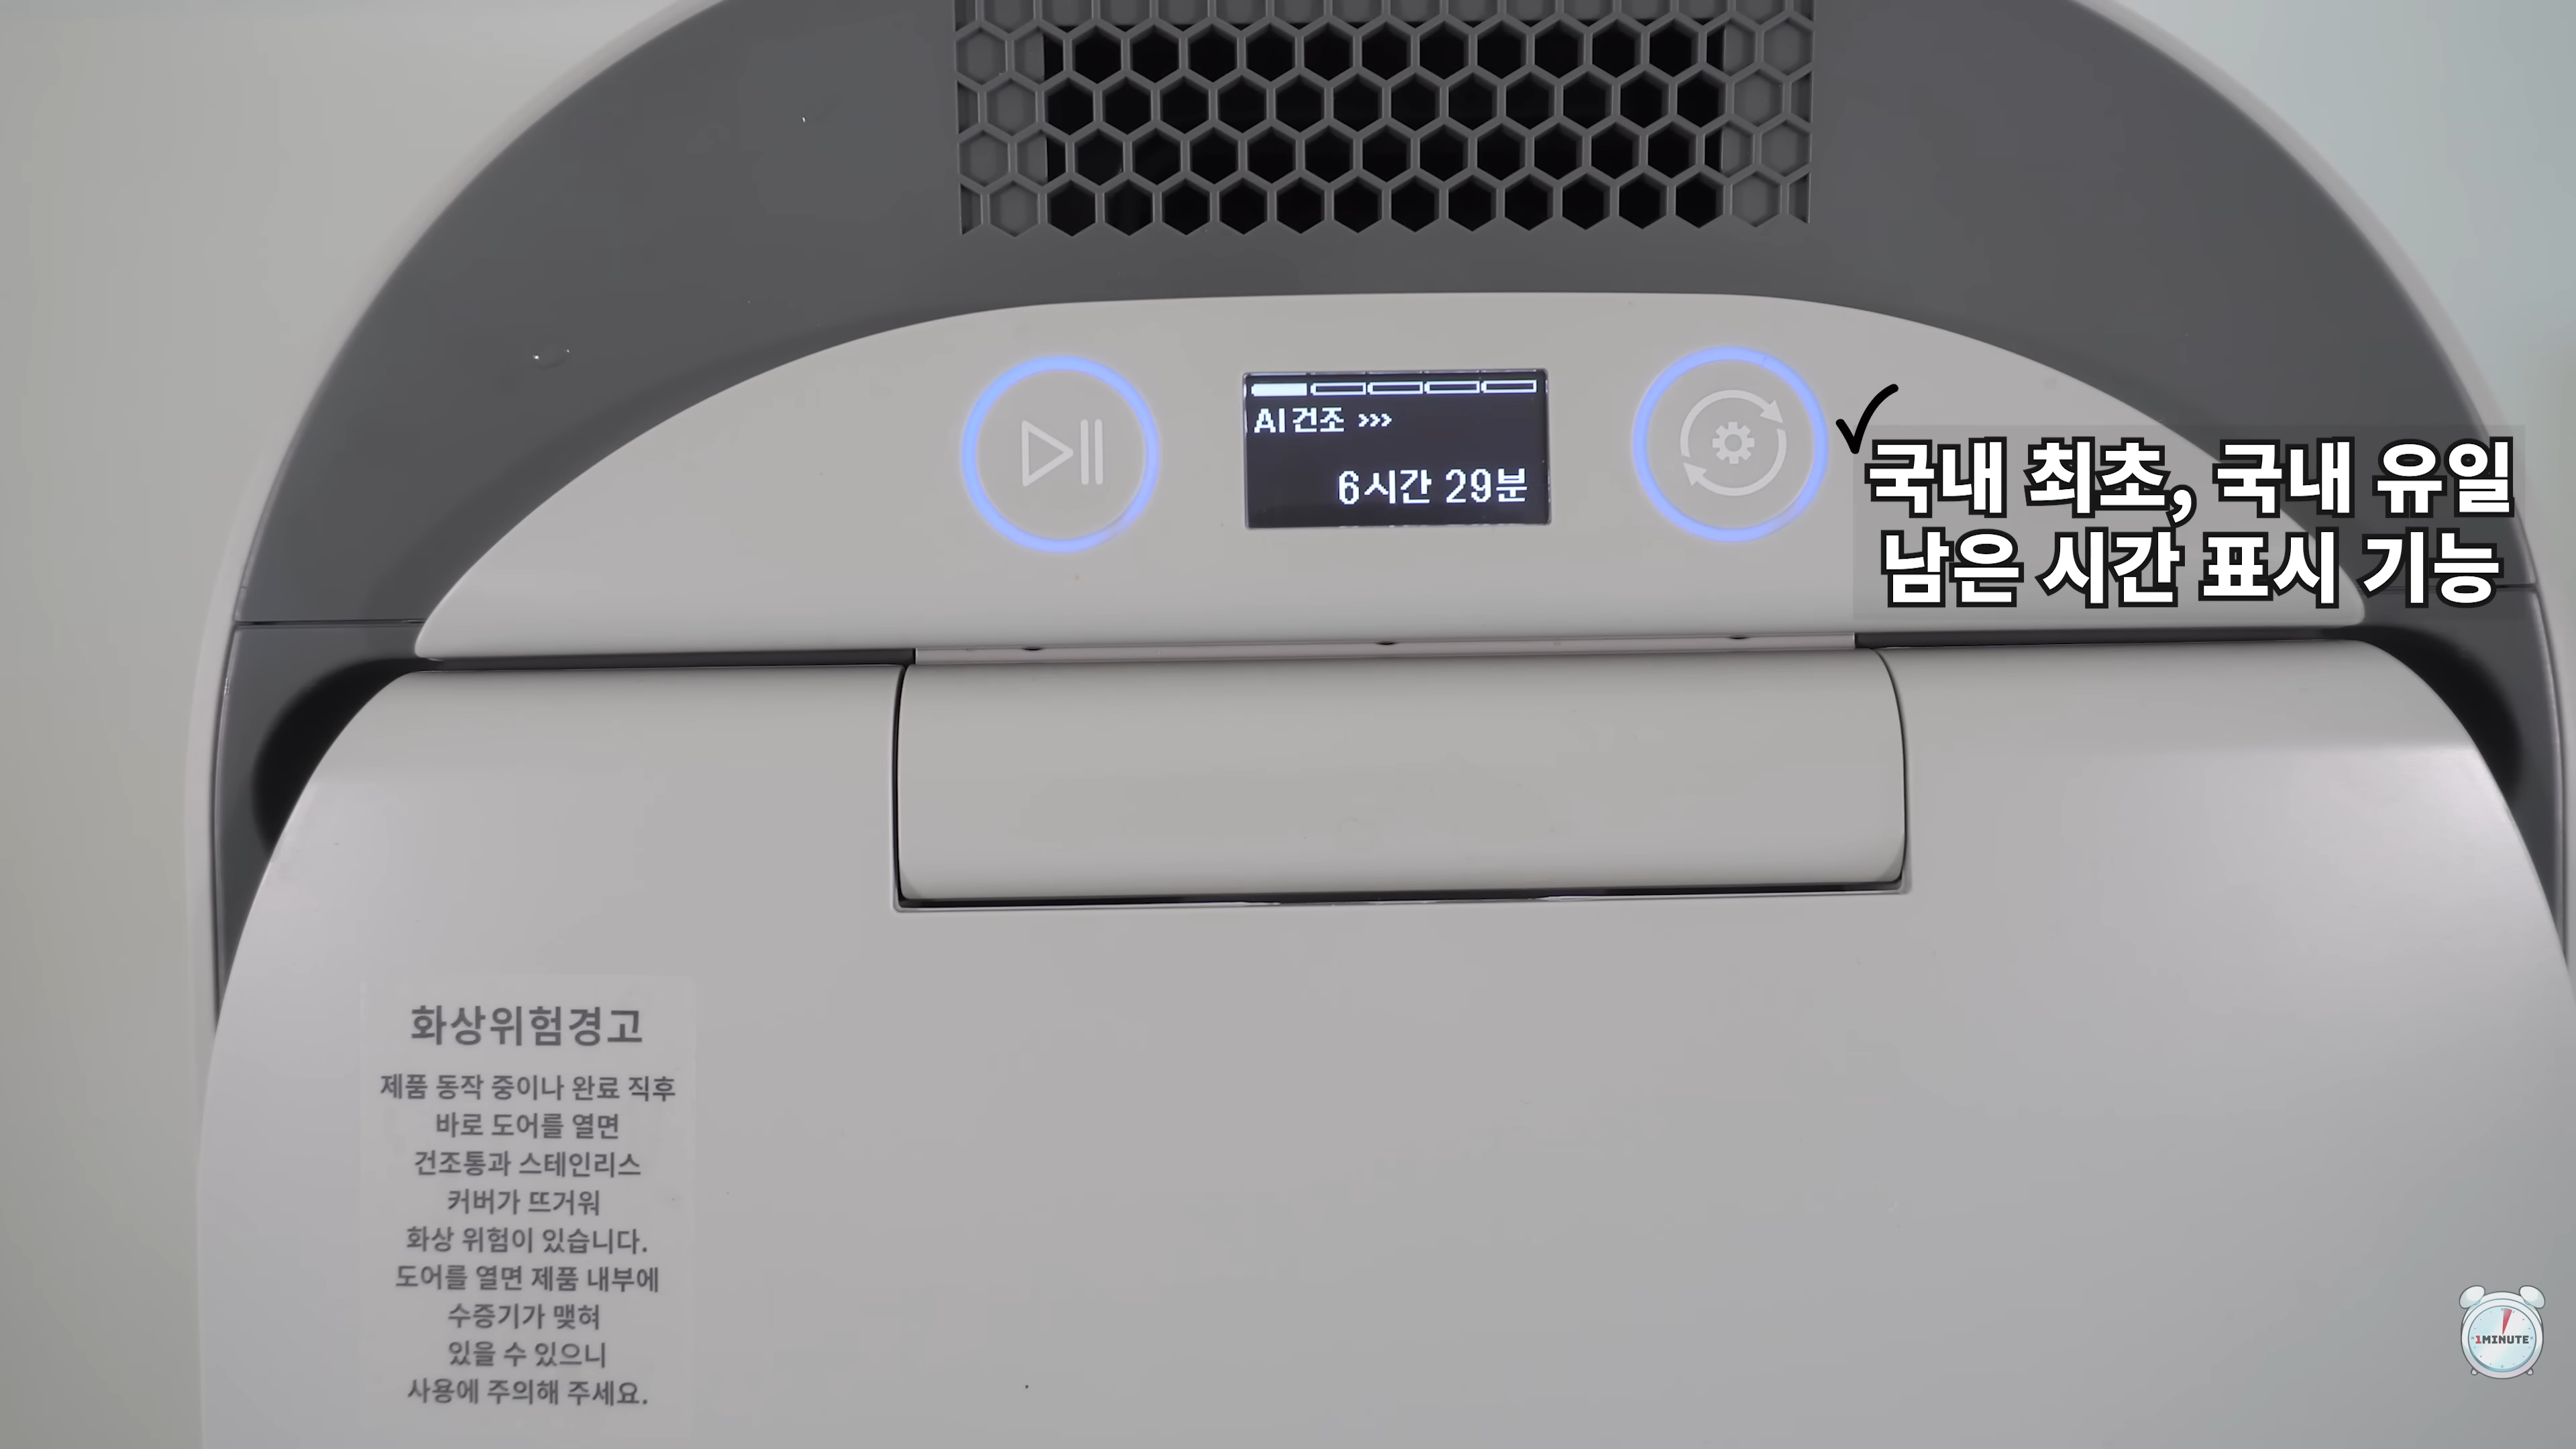 AI건조 >>>
6시간 29분
국내 최초, 국내 유일
남은 시간 표시 기능
화상위험경고
제품 동작 중이나 완료 직후
바로 도어를 열면
건조통과 스테인리스
커버가 뜨거워
화상 위험이 있습니다.
도어를 열면 제품 내부에
수증기가 맺혀
있을 수 있으니
사용에 주의해 주세요.
1MINUTE